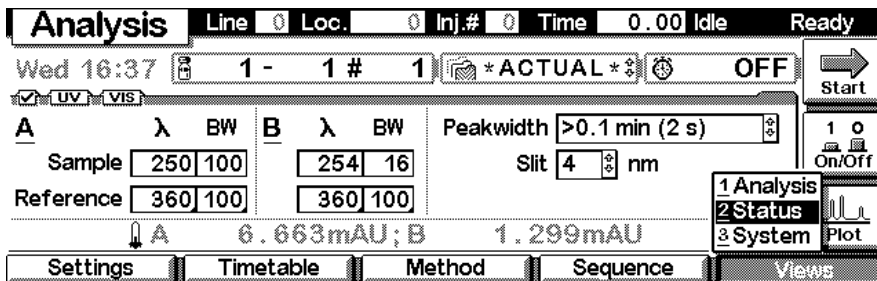 Analysis Line 0 Loc. 0 Inj.# 0 Time 0.00 Idle Ready
Wed 16:37 1 - 1 # 1 *ACTUAL* OFF
Start
UV VIS
A λ BW B λ BW Peakwidth >0.1 min (2 s)
1 0
On/Off
Sample 250 100 254 16 Slit 4 nm
Reference 360 100 360 100
1 Analysis
2 Status
3 System
Plot
A 6.663mAU; B 1.299mAU
Settings Timetable Method Sequence Views